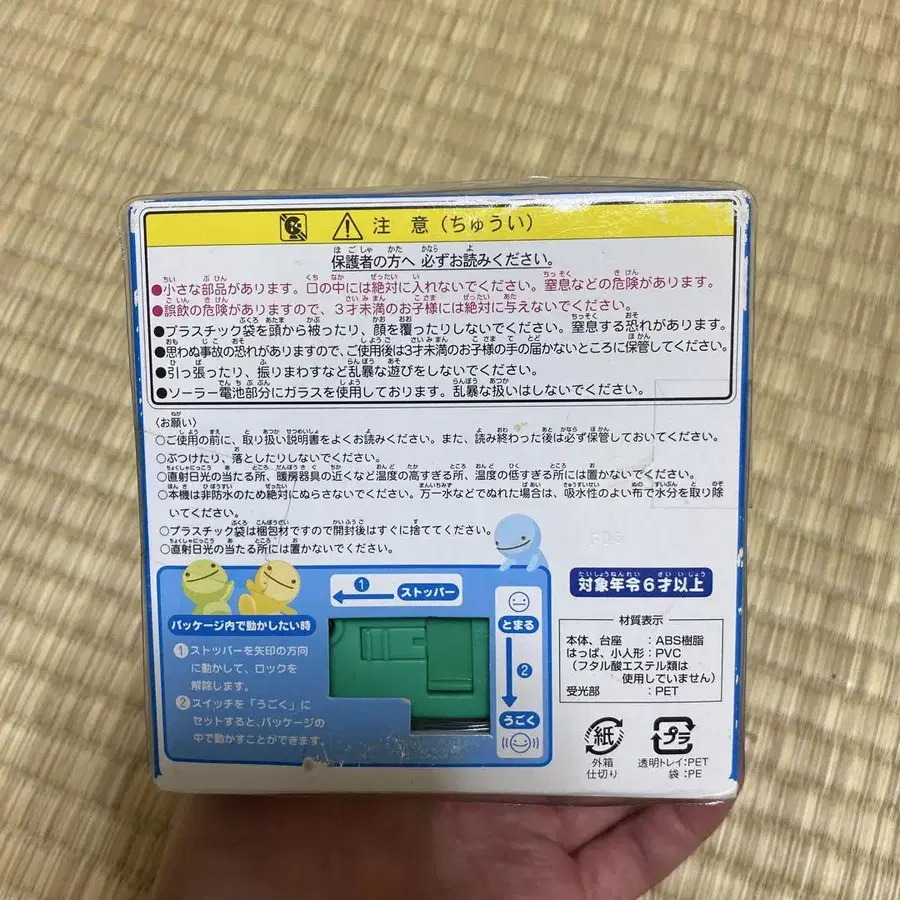 注 意（ちゅうい）
保護者の方へ 必ずお読みください。
●小さな部品があります。口の中には絶対に入れないでください。窒息などの危険があります。
●誤飲の危険がありますので、３才未満のお子様には絶対に与えないでください。
●プラスチック袋を頭から被ったり、顔を覆ったりしないでください。窒息する恐れがあります。
●思わぬ事故の恐れがありますので、ご使用後は3才未満のお子様の手の届かないところに保管してください。
●引っ張ったり、振りまわすなど乱暴な遊びをしないでください。
●ソーラー電池部分にガラスを使用しております。乱暴な扱いはしないでください。
〈お願い〉
○ご使用の前に、取り扱い説明書をよくお読みください。また、読み終わった後は必ず保管しておいてください。
○ぶつけたり、落としたりしないでください。
○直射日光の当たる所、暖房器具の近くなど温度の高すぎる所、温度の低すぎる所には置かないでください。
○本機は非防水のため絶対にぬらさないでください。万一水などでぬれた場合は、吸水性のよい布で水分を取り除
いてください。
○プラスチック袋は梱包材ですので開封後はすぐに捨ててください。
○直射日光の当たる所には置かないでください。
パッケージ内で動かしたい時
①ストッパーを矢印の方向
に動かして、ロックを
解除します。
②スイッチを「うごく」に
セットすると、パッケージの
中で動かすことができます。
① ストッパー
とまる
②
うごく
たいしょうねんれい さい いじょう
対象年令６才以上
材質表示
本体、台座 ：ABS樹脂
はっぱ、小人形：PVC
（フタル酸エステル類は
使用していません）
受光部 ：PET
紙
外箱
仕切り
プラ
透明トレイ：PET
袋：PE